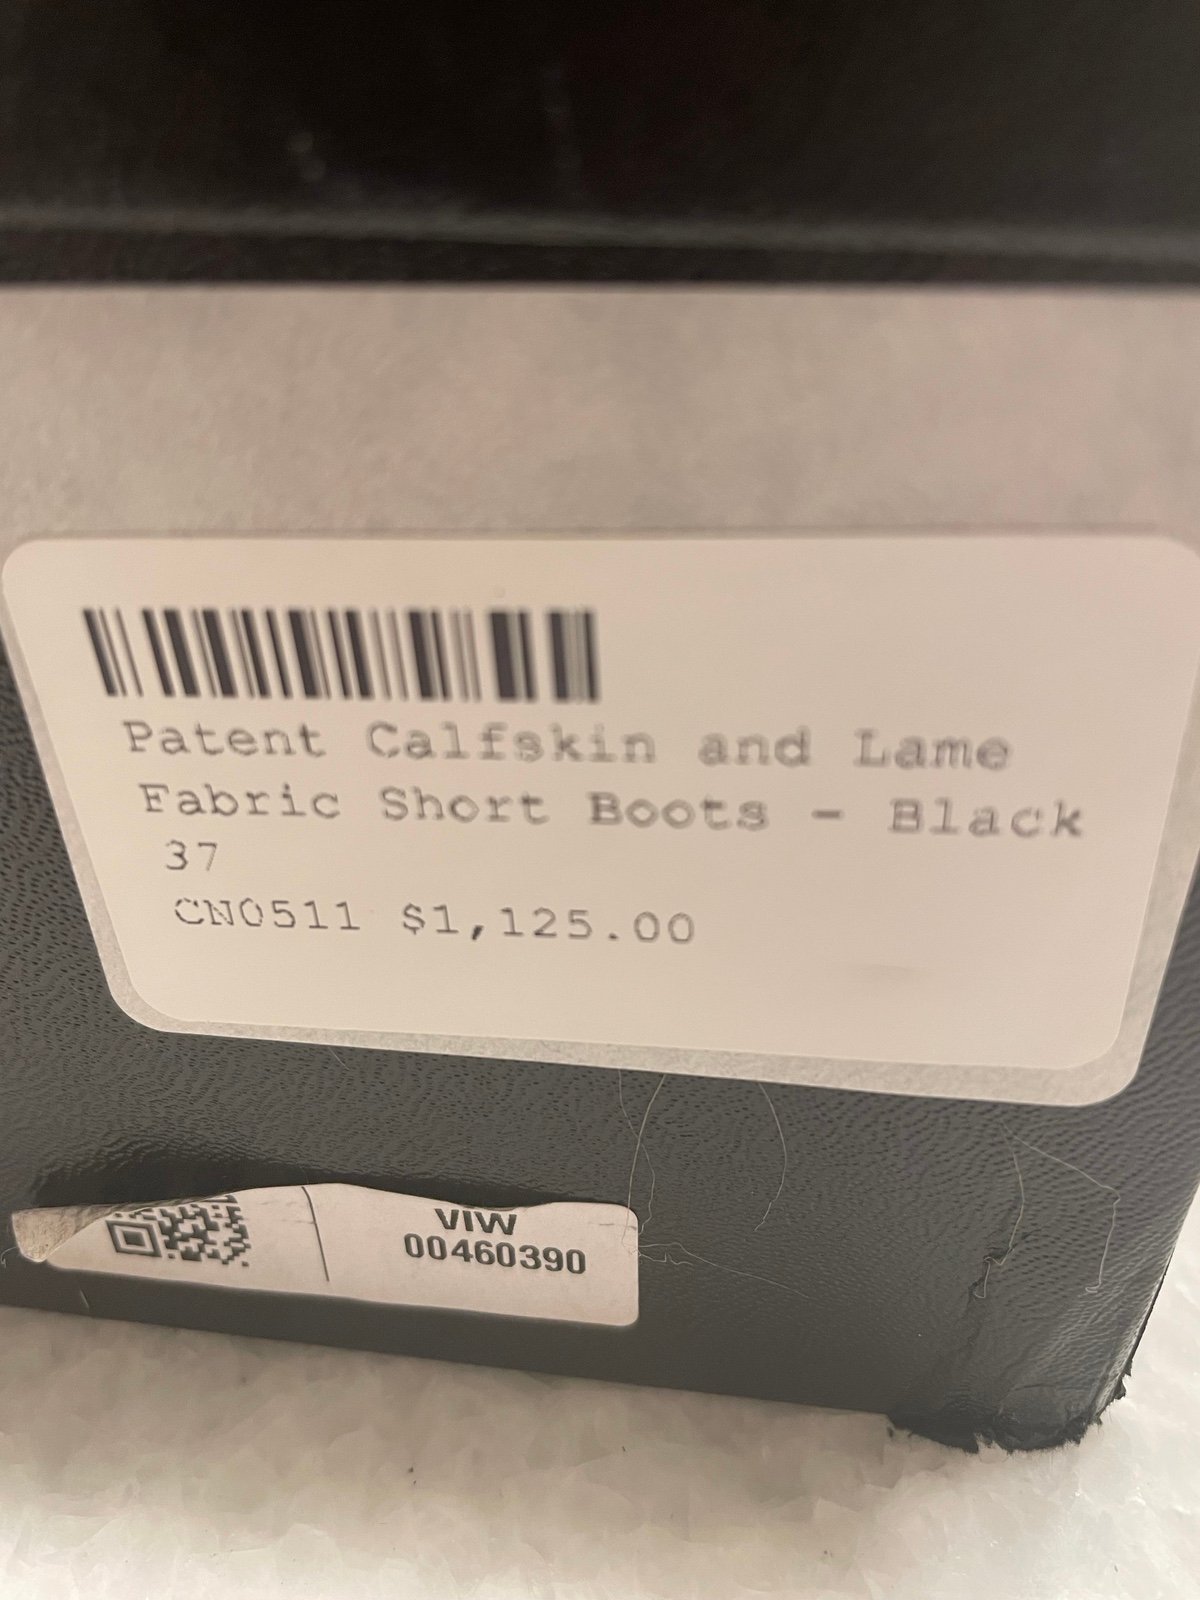 Patent Calfskin and Lame
Fabric Short Boots - Black
37
CN0511 $1,125.00
VIW
00460390